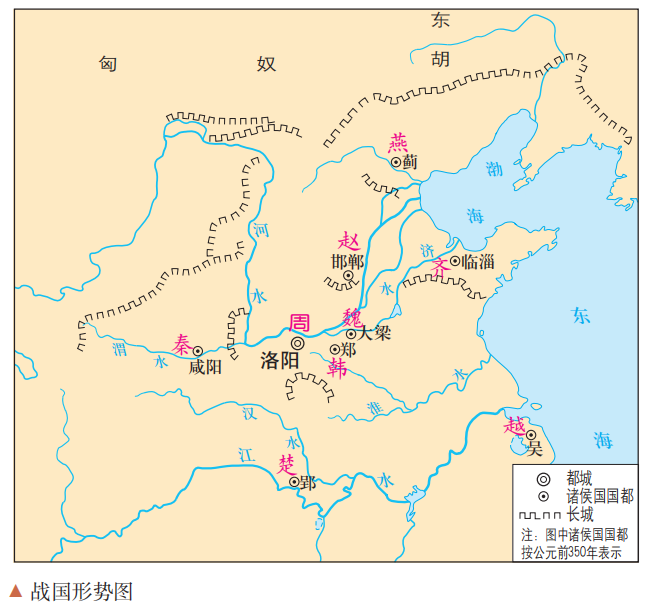 东
胡
匈 奴
燕
蓟
渤
海
河
水
赵
邯郸
济
水
齐
临淄
东
海
周
洛阳
魏
大梁
郑
韩
秦
咸阳
渭
水
淮
水
汉
水
江
水
楚
郢
越
吴
都城
诸侯国国都
长城
注：图中诸侯国国都
按公元前350年表示
▲ 战国形势图